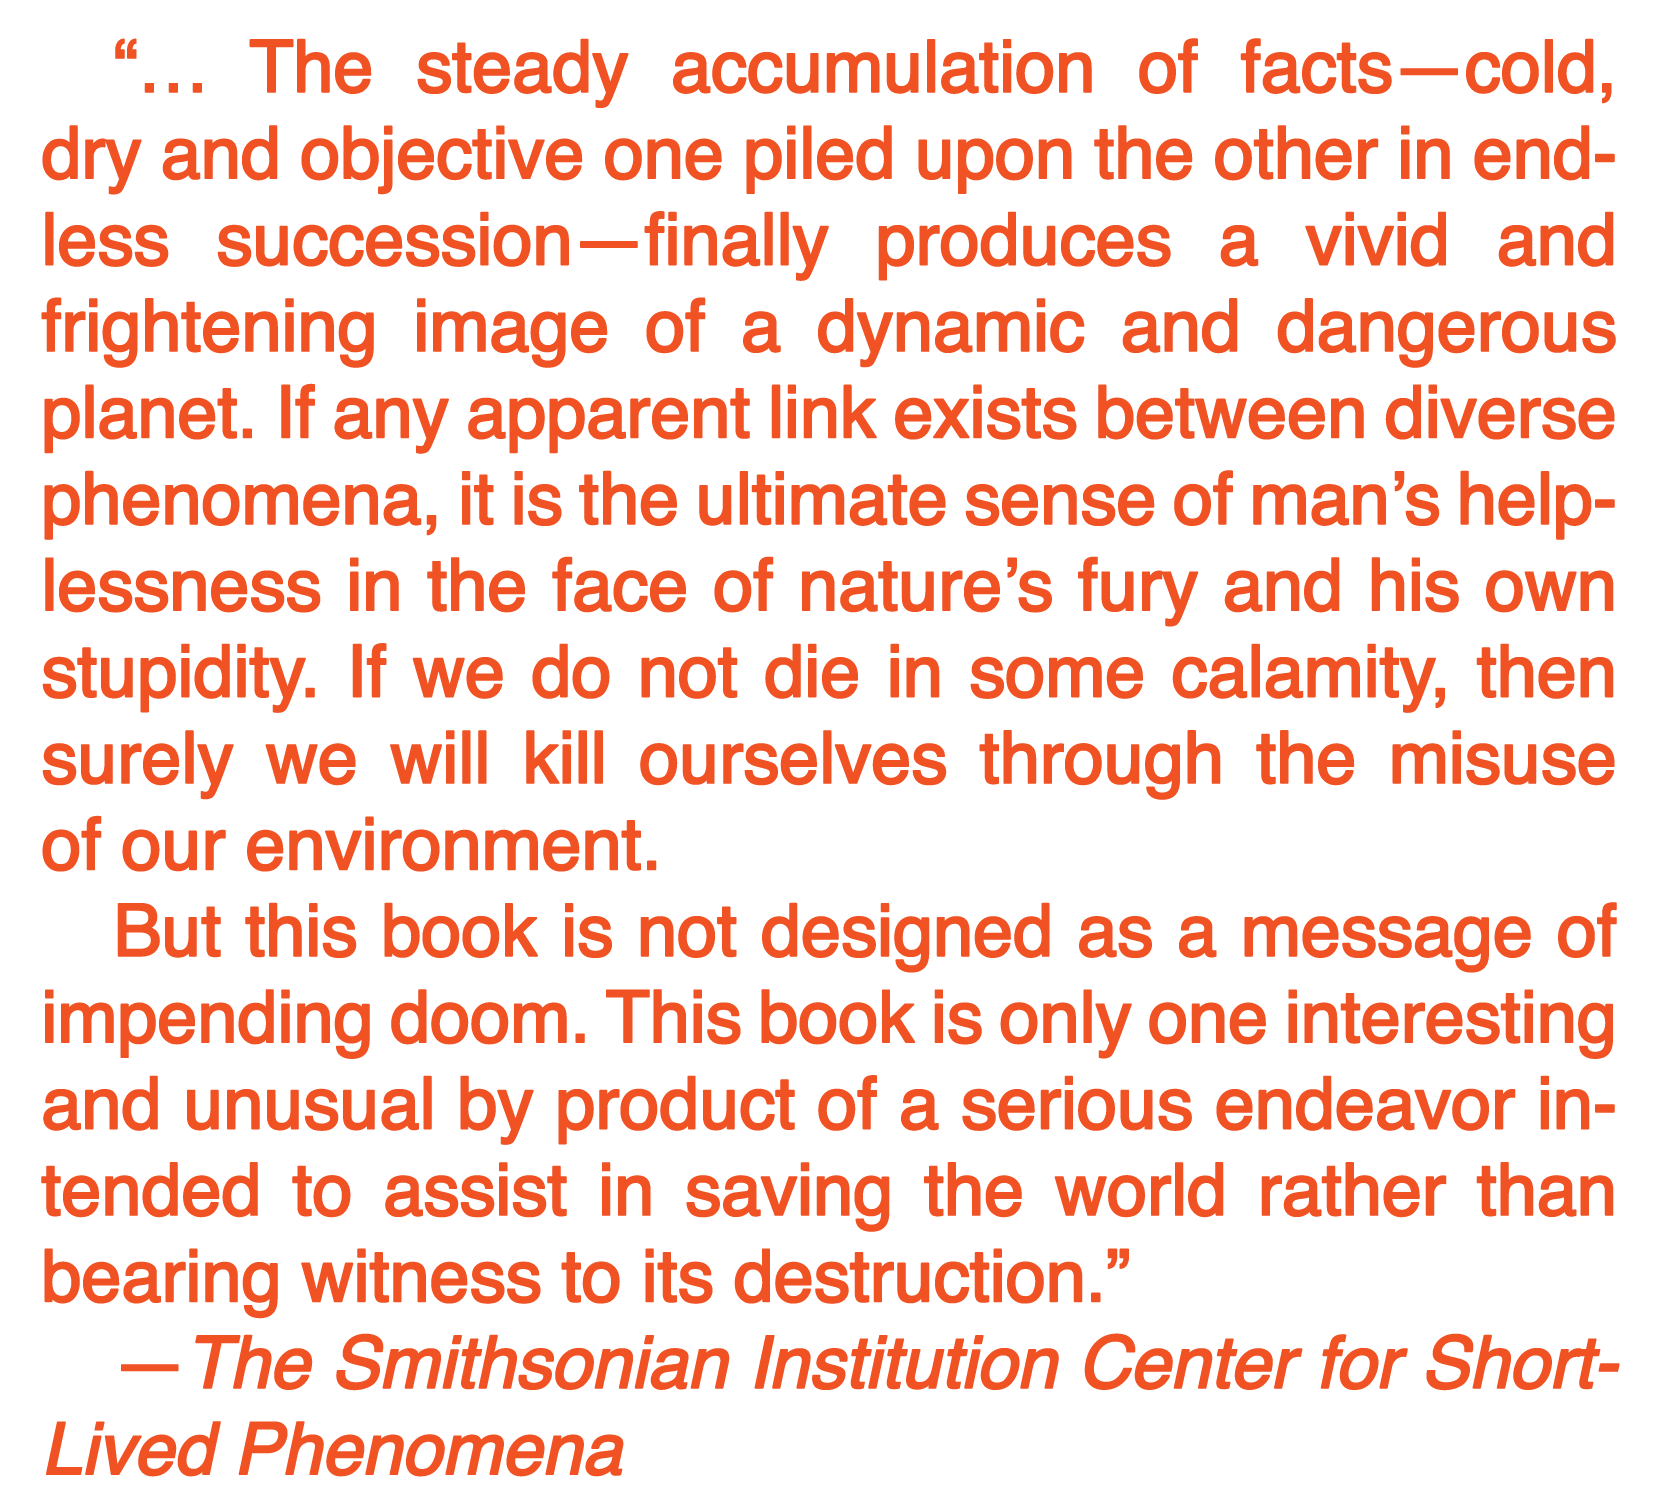 “… The steady accumulation of facts—cold,
dry and objective one piled upon the other in end-
less succession—finally produces a vivid and
frightening image of a dynamic and dangerous
planet. If any apparent link exists between diverse
phenomena, it is the ultimate sense of man’s help-
lessness in the face of nature’s fury and his own
stupidity. If we do not die in some calamity, then
surely we will kill ourselves through the misuse
of our environment.
But this book is not designed as a message of
impending doom. This book is only one interesting
and unusual by product of a serious endeavor in-
tended to assist in saving the world rather than
bearing witness to its destruction.”
—The Smithsonian Institution Center for Short-
Lived Phenomena